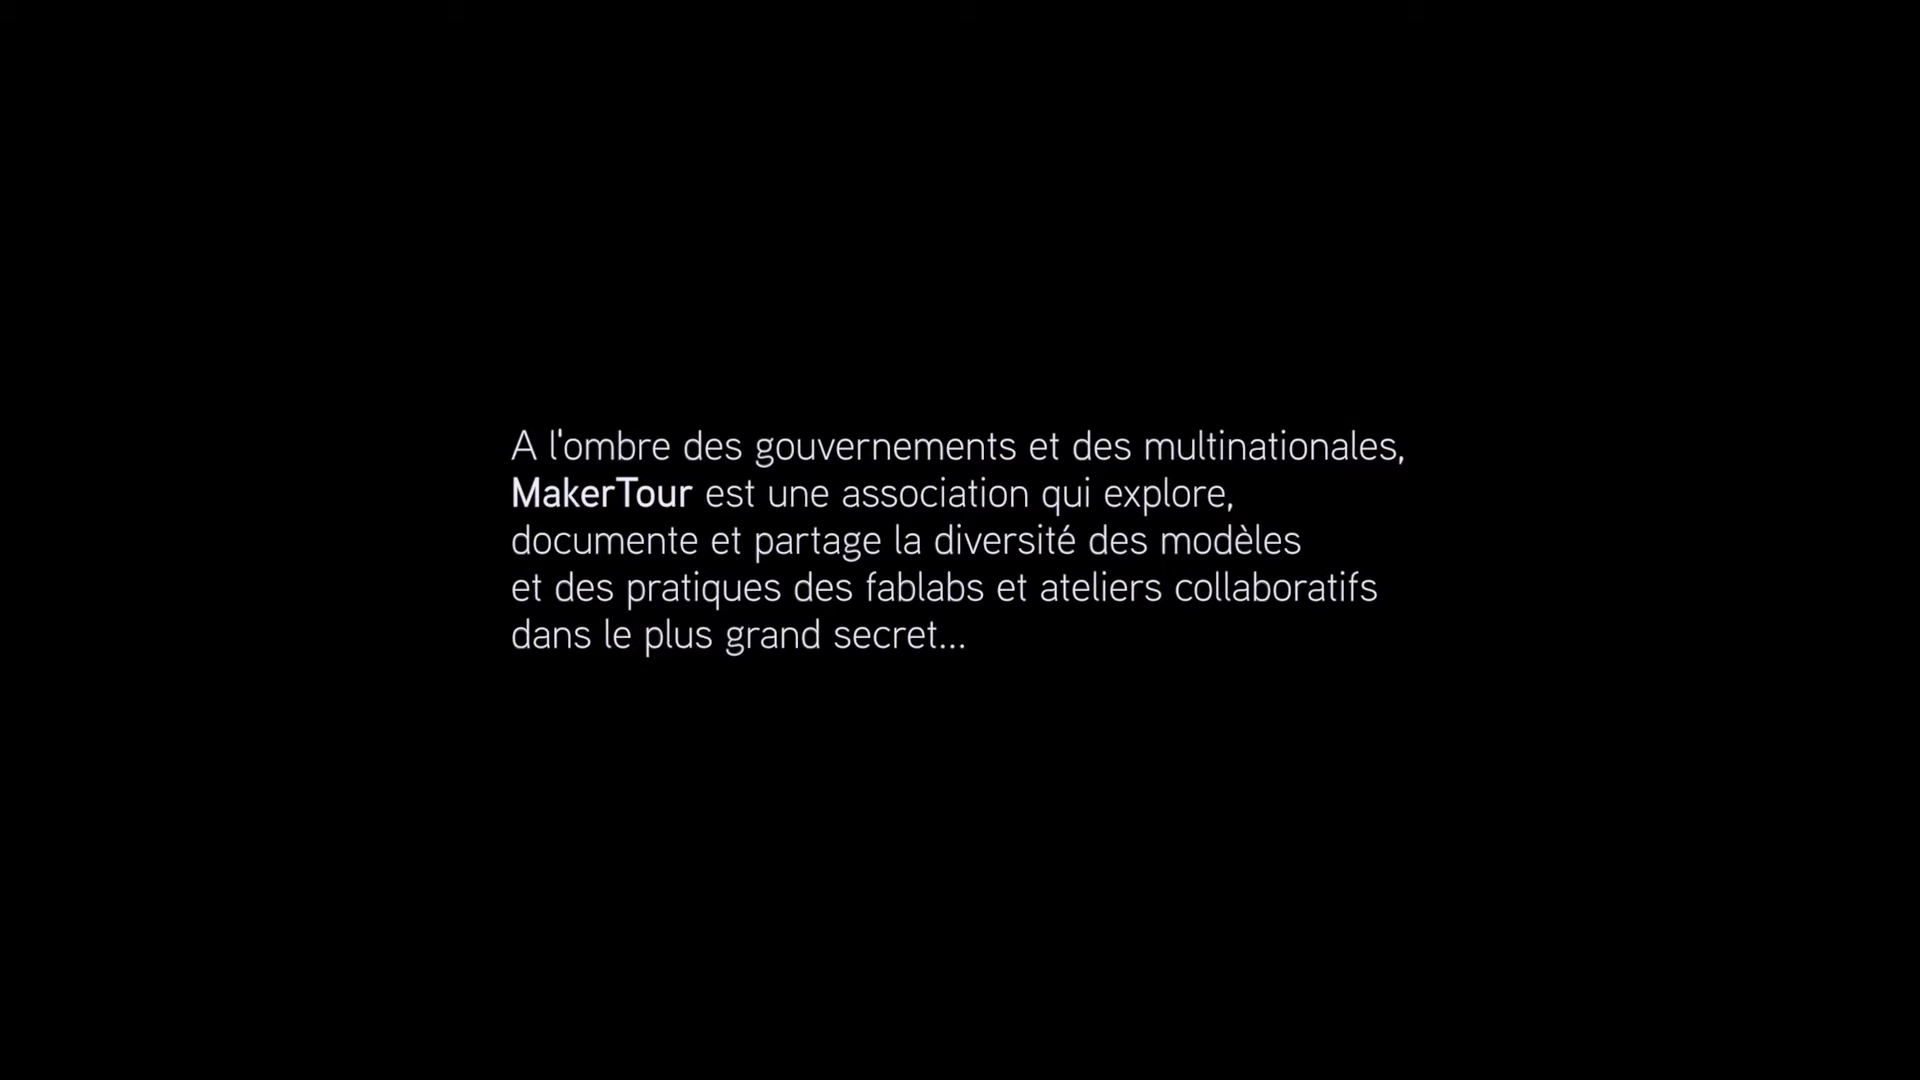 A l'ombre des gouvernements et des multinationales,
MakerTour est une association qui explore,
documente et partage la diversité des modèles
et des pratiques des fablabs et ateliers collaboratifs
dans le plus grand secret...